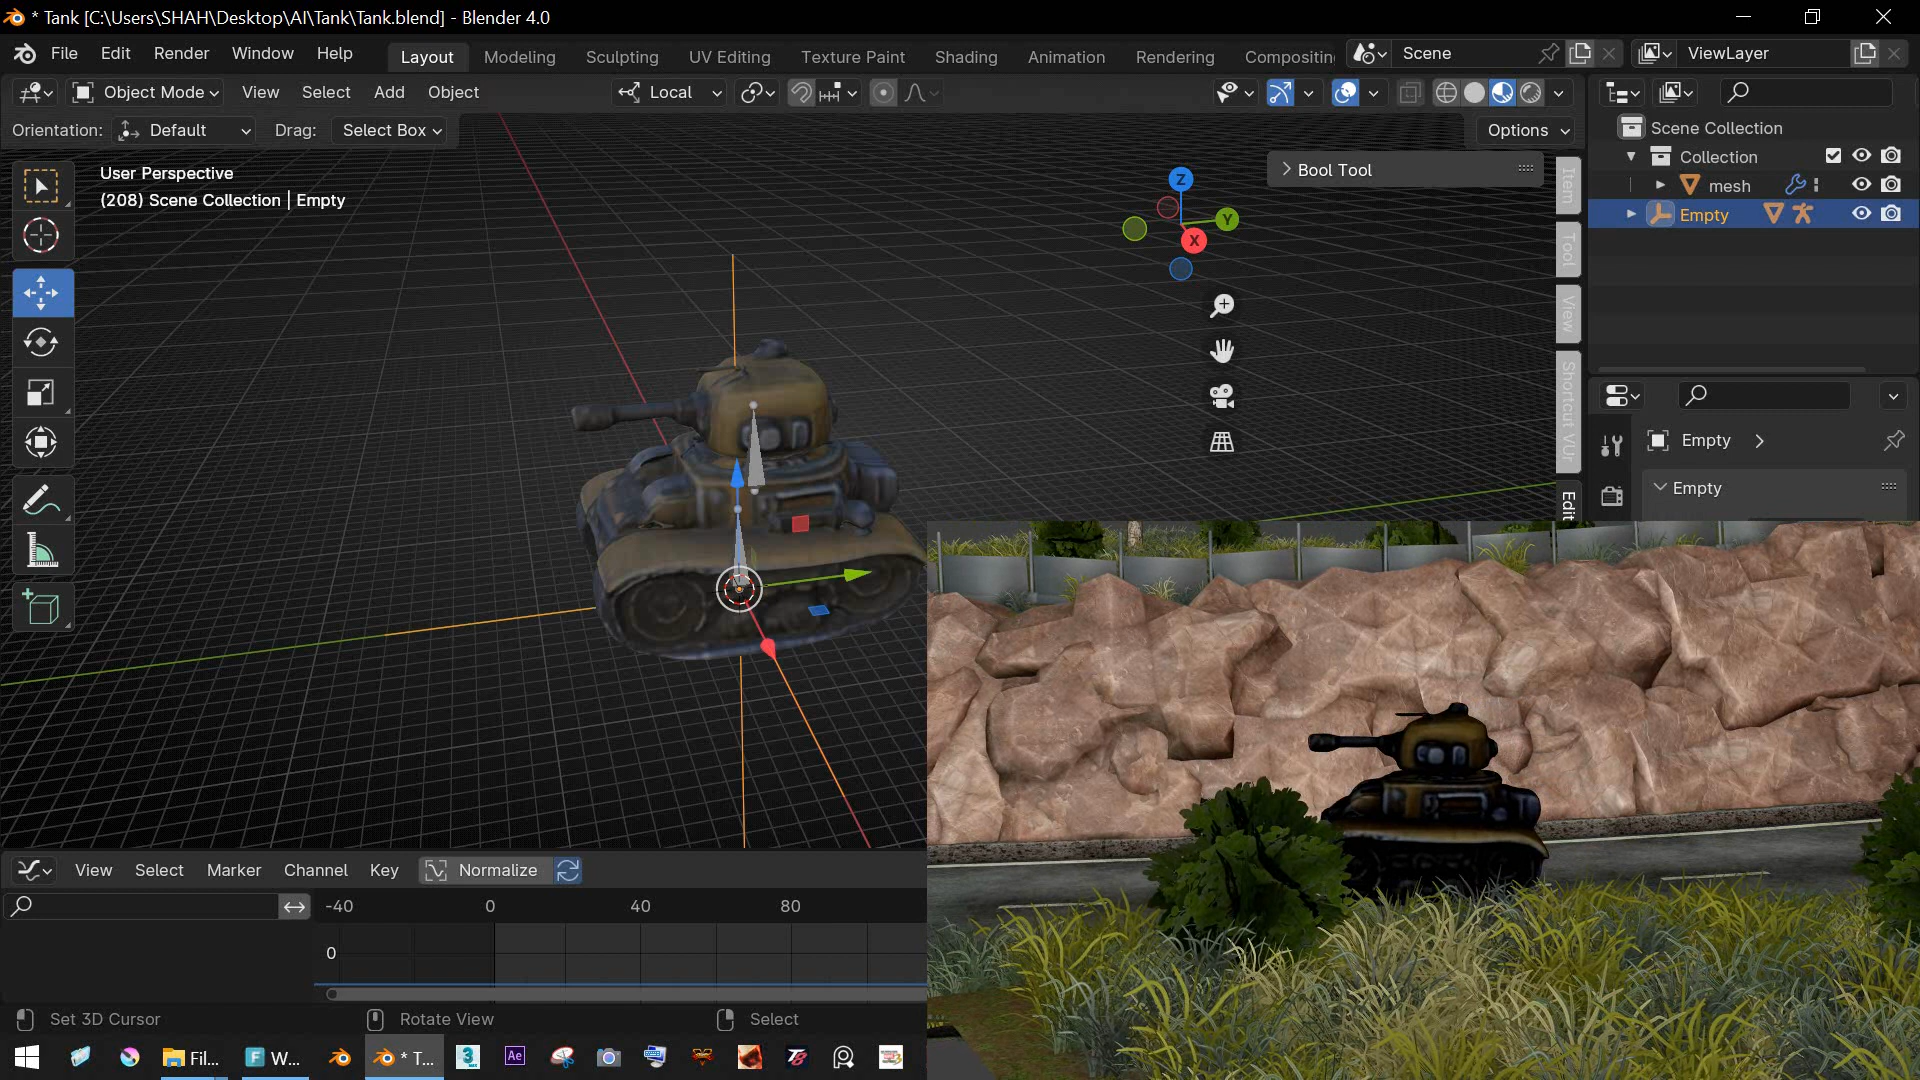 * Tank [C:\Users\SHAH\Desktop\AI\Tank\Tank.blend] - Blender 4.0
File Edit Render Window Help Layout Modeling Sculpting UV Editing Texture Paint Shading Animation Rendering Compositin Scene ViewLayer
Object Mode View Select Add Object Local
Orientation: Default Drag: Select Box Options
User Perspective
(208) Scene Collection | Empty
Bool Tool
Z
Y
X
Item
Tool
View
Shortcut VUr
Edit
Scene Collection
Collection
mesh
Empty
Empty
Empty
View Select Marker Channel Key Normalize
-40 0 40 80
0
Set 3D Cursor Rotate View Select
Fil... W... * T...